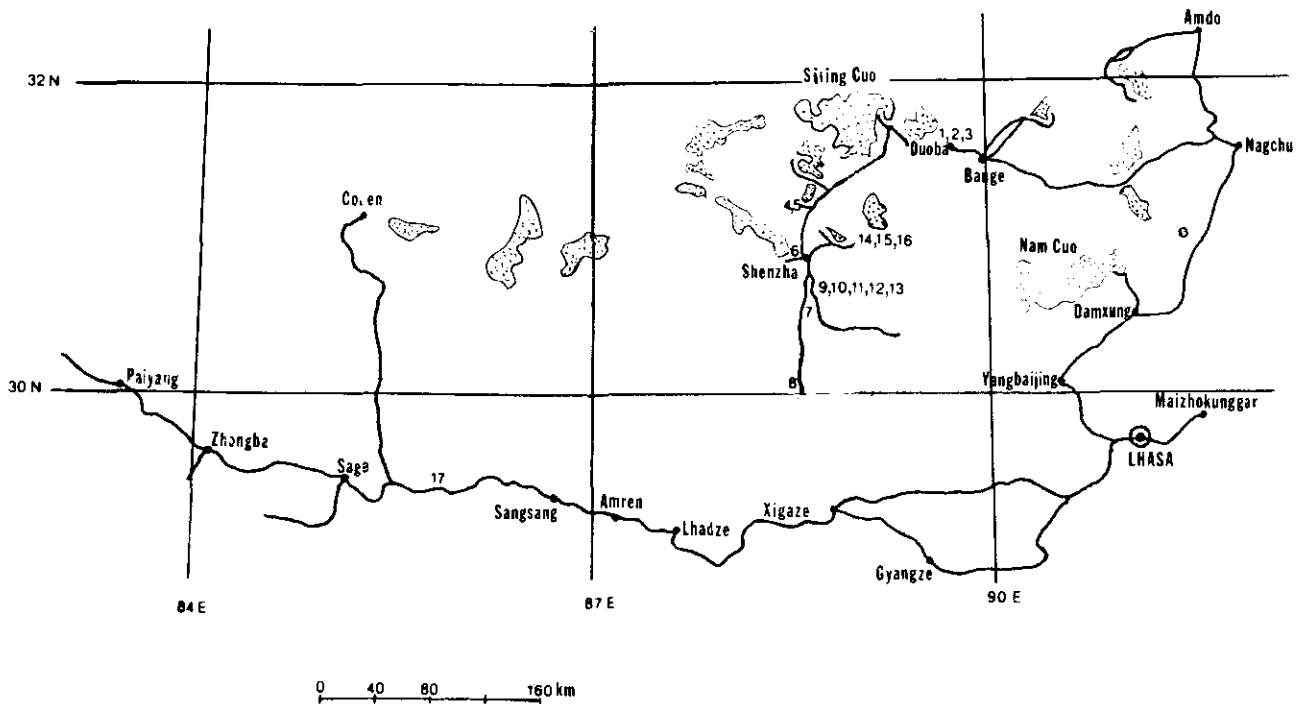 Amdo
32 N
Siling Cuo
1,2,3
Duoba
Bange
Nagchu
4,5
14,15,16
6
Shenzha
Nam Cuo
9,10,11,12,13
7
Damxung
8
30 N
Paiyang
Yangbaijing
Maizhokunggar
LHASA
Zhongba
Saga
17
Sangsang
Amren
Lhadze
Xigaze
Gyangze
84 E
87 E
90 E
0 40 80 160 km